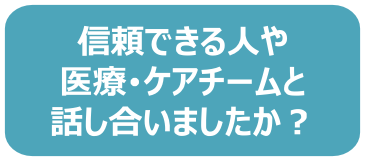 信頼できる人や
医療・ケアチームと
話し合いましたか？